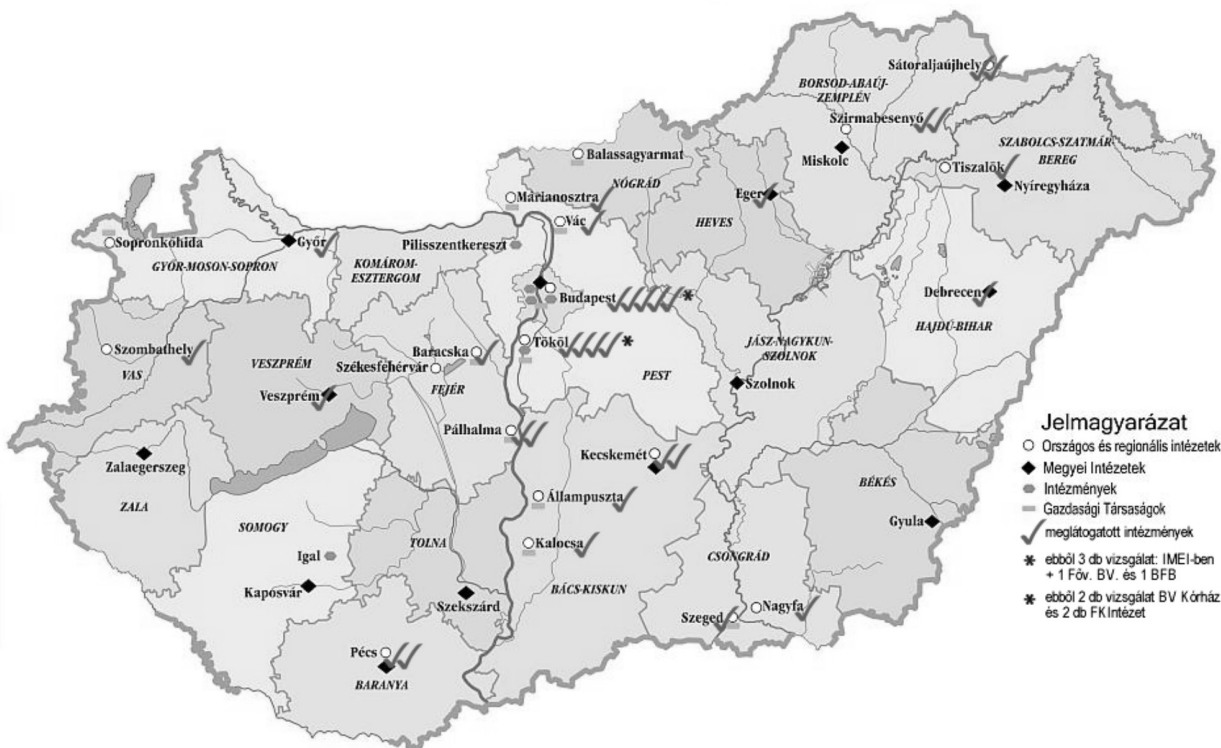 Sátoraljaújhely
BORSOD-ABAÚJ-
ZEMPLÉN
Szirmabesenyő
Miskolc
SZABOLCS-SZATMÁR-
BEREG
Tiszalök
Nyíregyháza
Balassagyarmat
NÓGRÁD
Márianosztra
Vác
Eger
HEVES
Sopronkőhida
Győr
GYŐR-MOSON-SOPRON
KOMÁROM-
ESZTERGOM
Pilisszentkereszt
Budapest
*
Debrecen
HAJDÚ-BIHAR
Szombathely
VAS
VESZPRÉM
Veszprém
Székesfehérvár
Baracska
FEJÉR
Tököl
*
PEST
JÁSZ-NAGYKUN-
SZOLNOK
Szolnok
Pálhalma
Kecskemét
Zalaegerszeg
ZALA
SOMOGY
Igal
Kaposvár
TOLNA
Szekszárd
Állampuszta
Kalocsa
BÁCS-KISKUN
CSONGRÁD
Szeged
Nagyfa
BÉKÉS
Gyula
Pécs
BARANYA
Jelmagyarázat
Országos és regionális intézetek
Megyei Intézetek
Intézmények
Gazdasági Társaságok
meglátogatott intézmények
* ebből 3 db vizsgálat: IMEI-ben
+ 1 Föv. BV. és 1 BFB
* ebből 2 db vizsgálat BV Kórház
és 2 db FKIntézet